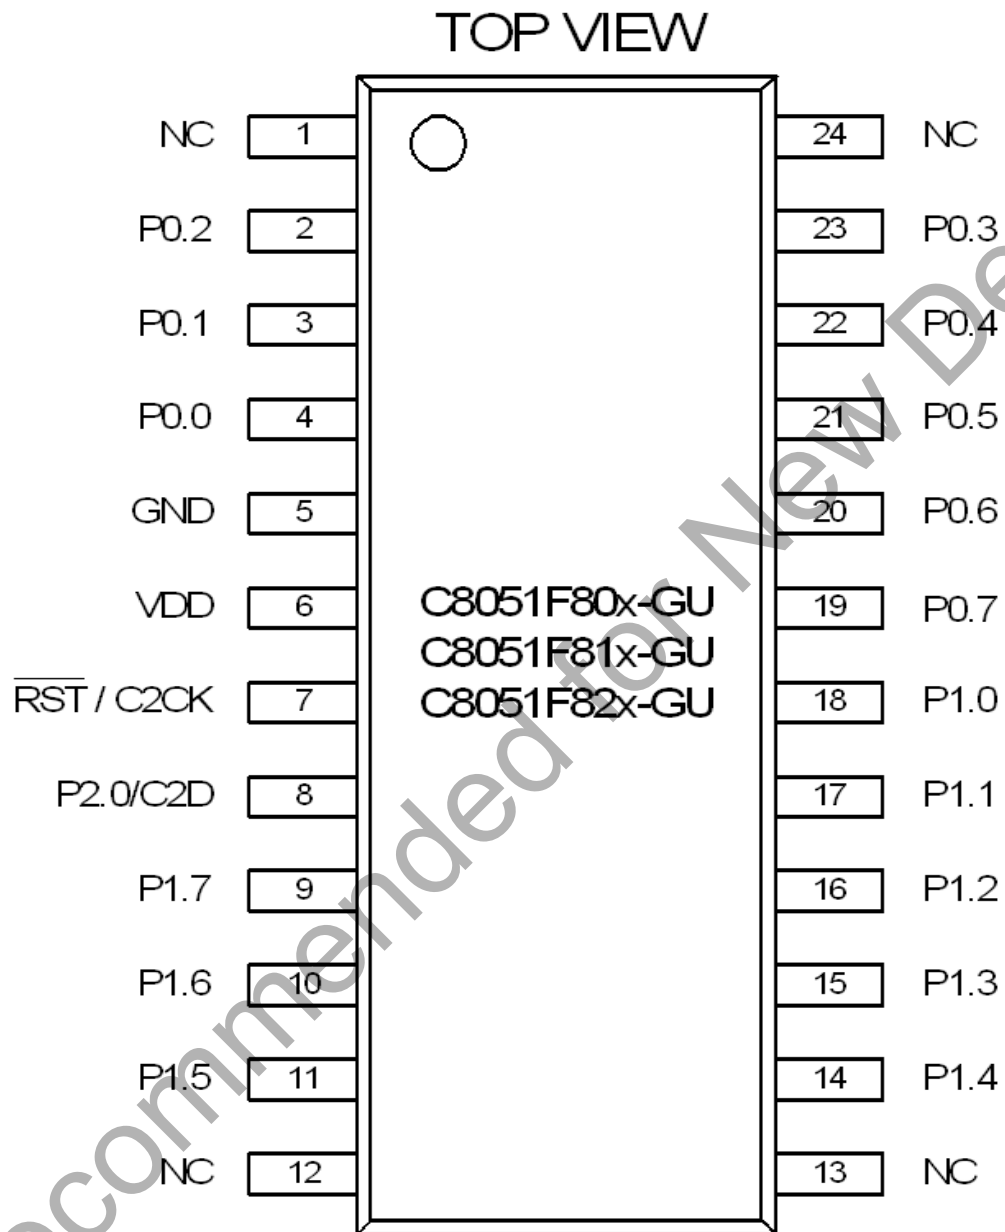 TOP VIEW
NC 1
P0.2 2
P0.1 3
P0.0 4
GND 5
VDD 6
RST / C2CK 7
P2.0/C2D 8
P1.7 9
P1.6 10
P1.5 11
NC 12
C8051F80x-GU
C8051F81x-GU
C8051F82x-GU
24 NC
23 P0.3
22 P0.4
21 P0.5
20 P0.6
19 P0.7
18 P1.0
17 P1.1
16 P1.2
15 P1.3
14 P1.4
13 NC
for New